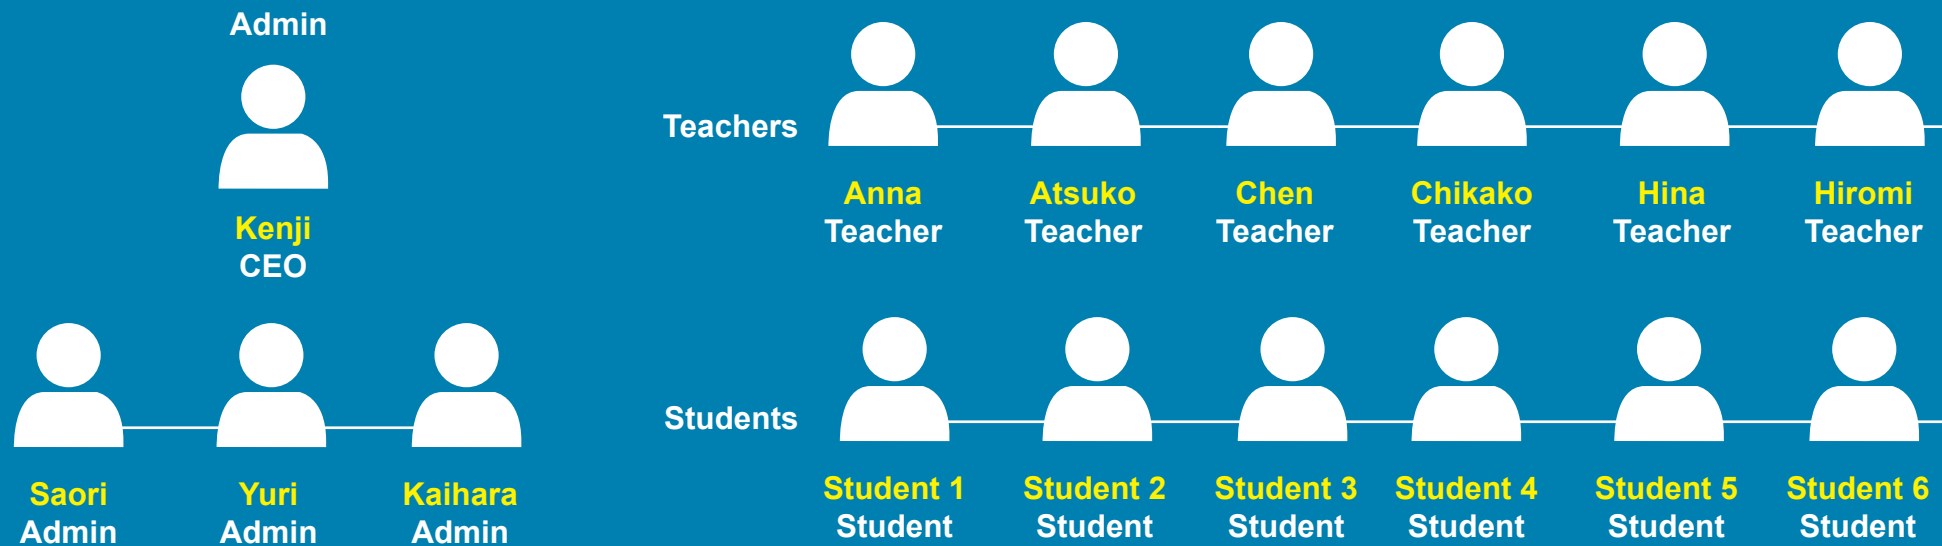 Admin
Kenji
CEO
Saori
Admin
Yuri
Admin
Kaihara
Admin
Teachers
Anna
Teacher
Atsuko
Teacher
Chen
Teacher
Chikako
Teacher
Hina
Teacher
Hiromi
Teacher
Students
Student 1
Student
Student 2
Student
Student 3
Student
Student 4
Student
Student 5
Student
Student 6
Student